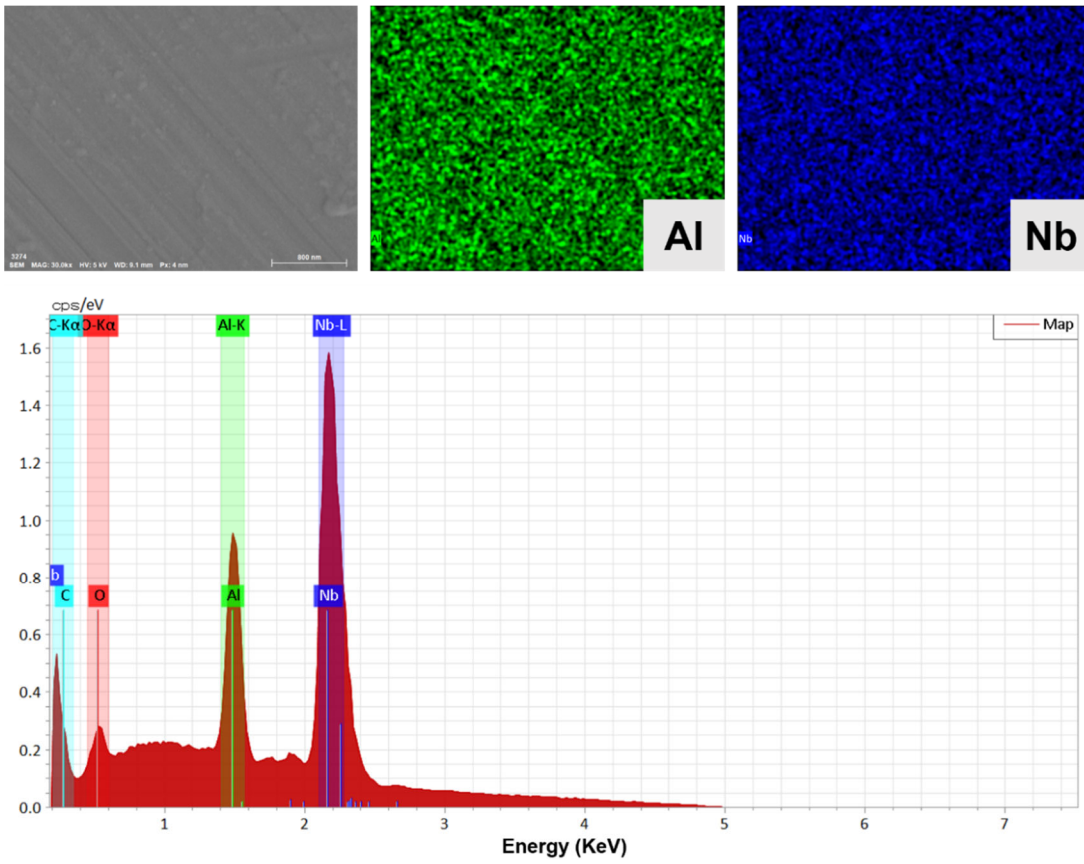 3274
SEM MAG: 30.0kx HV: 5 kV WD: 9.1 mm Px: 4 nm
800 nm
Al
Nb
Nb
cps/eV
C-Kα
O-Kα
Al-K
Nb-L
Map
1.6
1.4
1.2
1.0
0.8
b
C
O
Al
Nb
0.6
0.4
0.2
0.0
1
2
3
4
5
6
7
Energy (KeV)